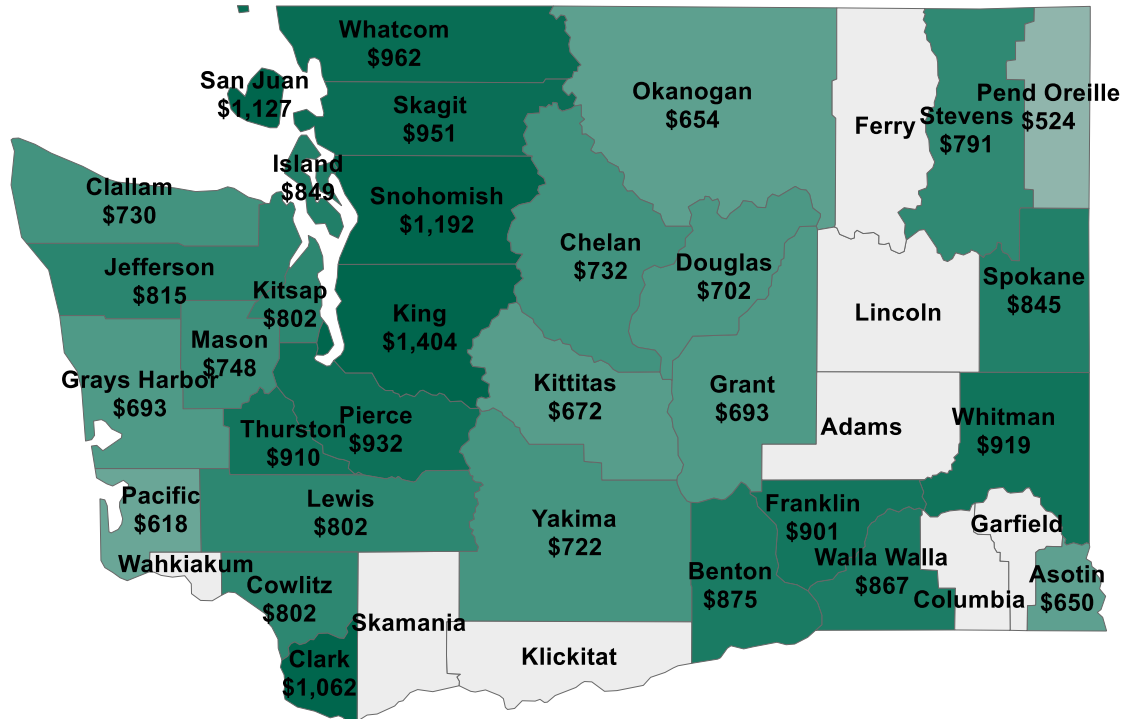 Whatcom
$962
San Juan
$1,127
Skagit
$951
Okanogan
$654
Ferry
Stevens
$791
Pend Oreille
$524
Island
$849
Clallam
$730
Snohomish
$1,192
Chelan
$732
Douglas
$702
Jefferson
$815
Kitsap
$802
Spokane
$845
King
$1,404
Lincoln
Mason
$748
Grays Harbor
$693
Kittitas
$672
Grant
$693
Adams
Whitman
$919
Thurston
$910
Pierce
$932
Pacific
$618
Lewis
$802
Yakima
$722
Franklin
$901
Garfield
Wahkiakum
Cowlitz
$802
Benton
$875
Walla Walla
$867
Columbia
Asotin
$650
Skamania
Klickitat
Clark
$1,062